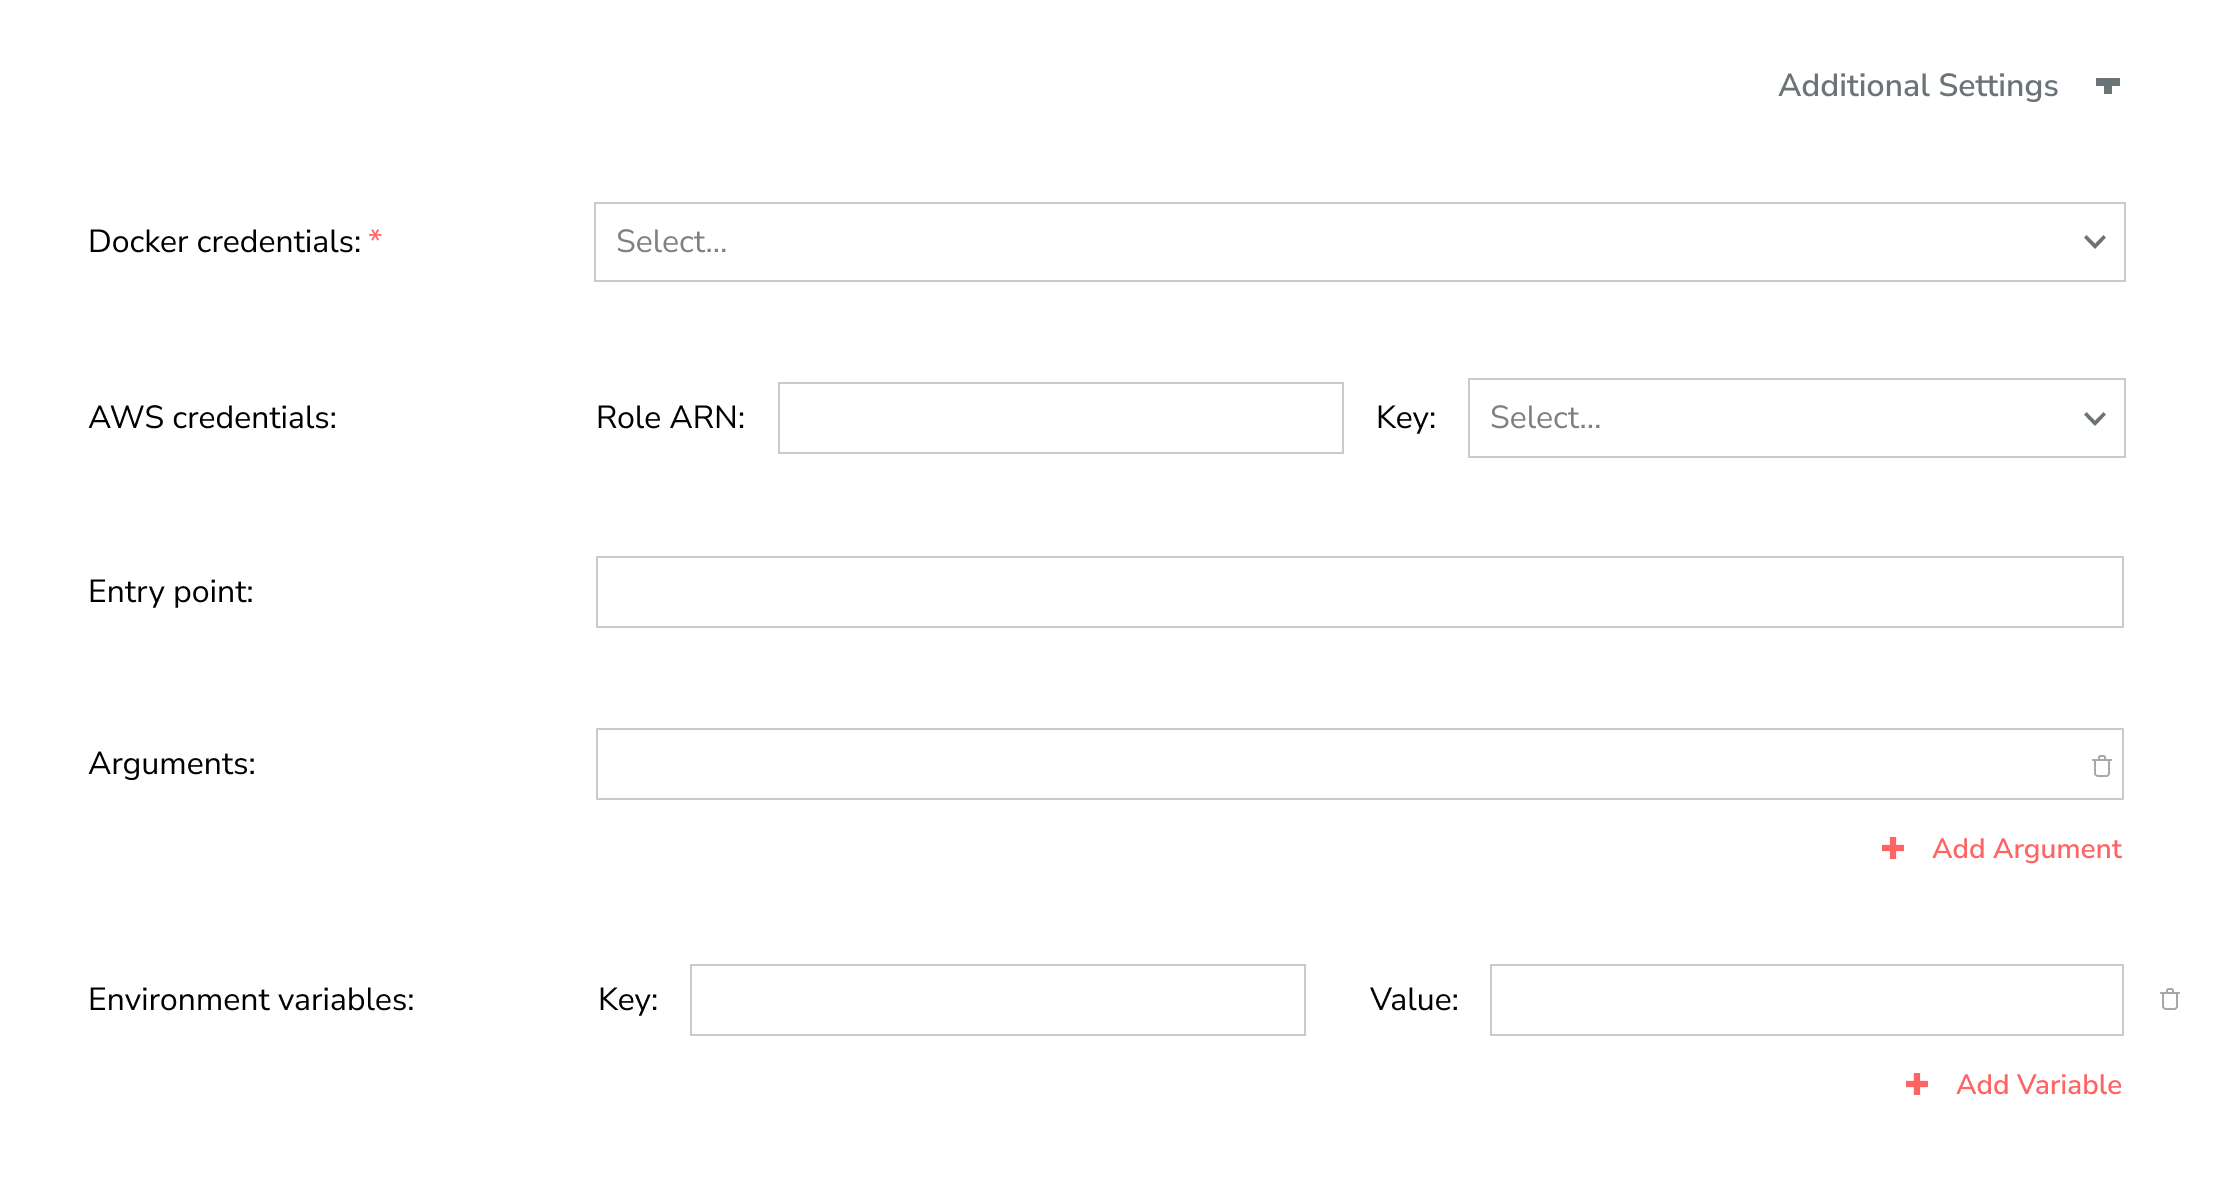 Additional Settings
Docker credentials: *
Select...
AWS credentials:
Role ARN:
Key:
Select...
Entry point:
Arguments:
Add Argument
Environment variables:
Key:
Value:
Add Variable